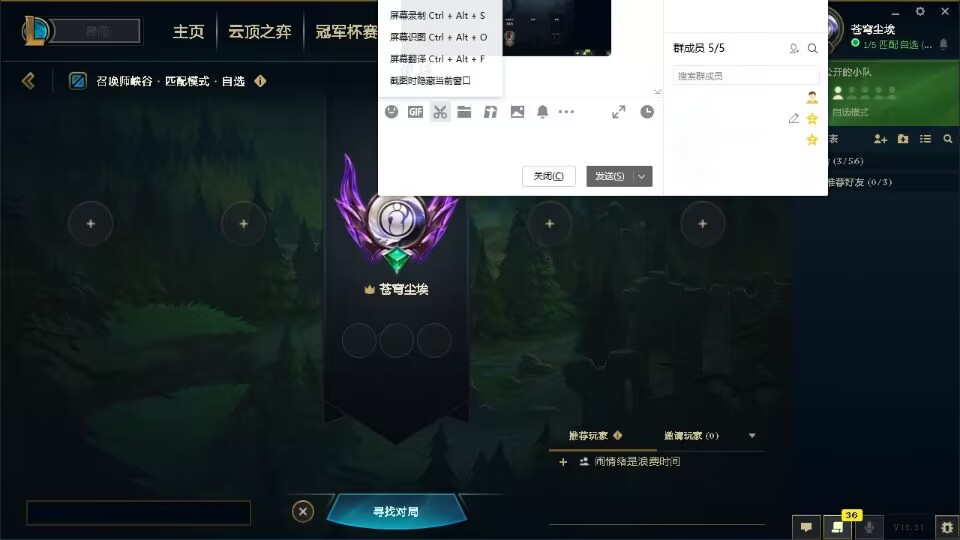 屏幕录制 Ctrl + Alt + S
屏幕识图 Ctrl + Alt + O
屏幕翻译 Ctrl + Alt + F
截图时隐藏当前窗口
GIF
关闭(C)
发送(S)
群成员 5/5
搜索群成员
主页
云顶之弈
冠军杯赛
召唤师峡谷 · 匹配模式 · 自选
苍穹尘埃
1/5 匹配自选 (...
公开的小队
自选模式
表
(3/56)
推荐好友 (0/3)
苍穹尘埃
推荐玩家
邀请玩家 (0)
闹情绪是浪费时间
寻找对局
36
V12.21